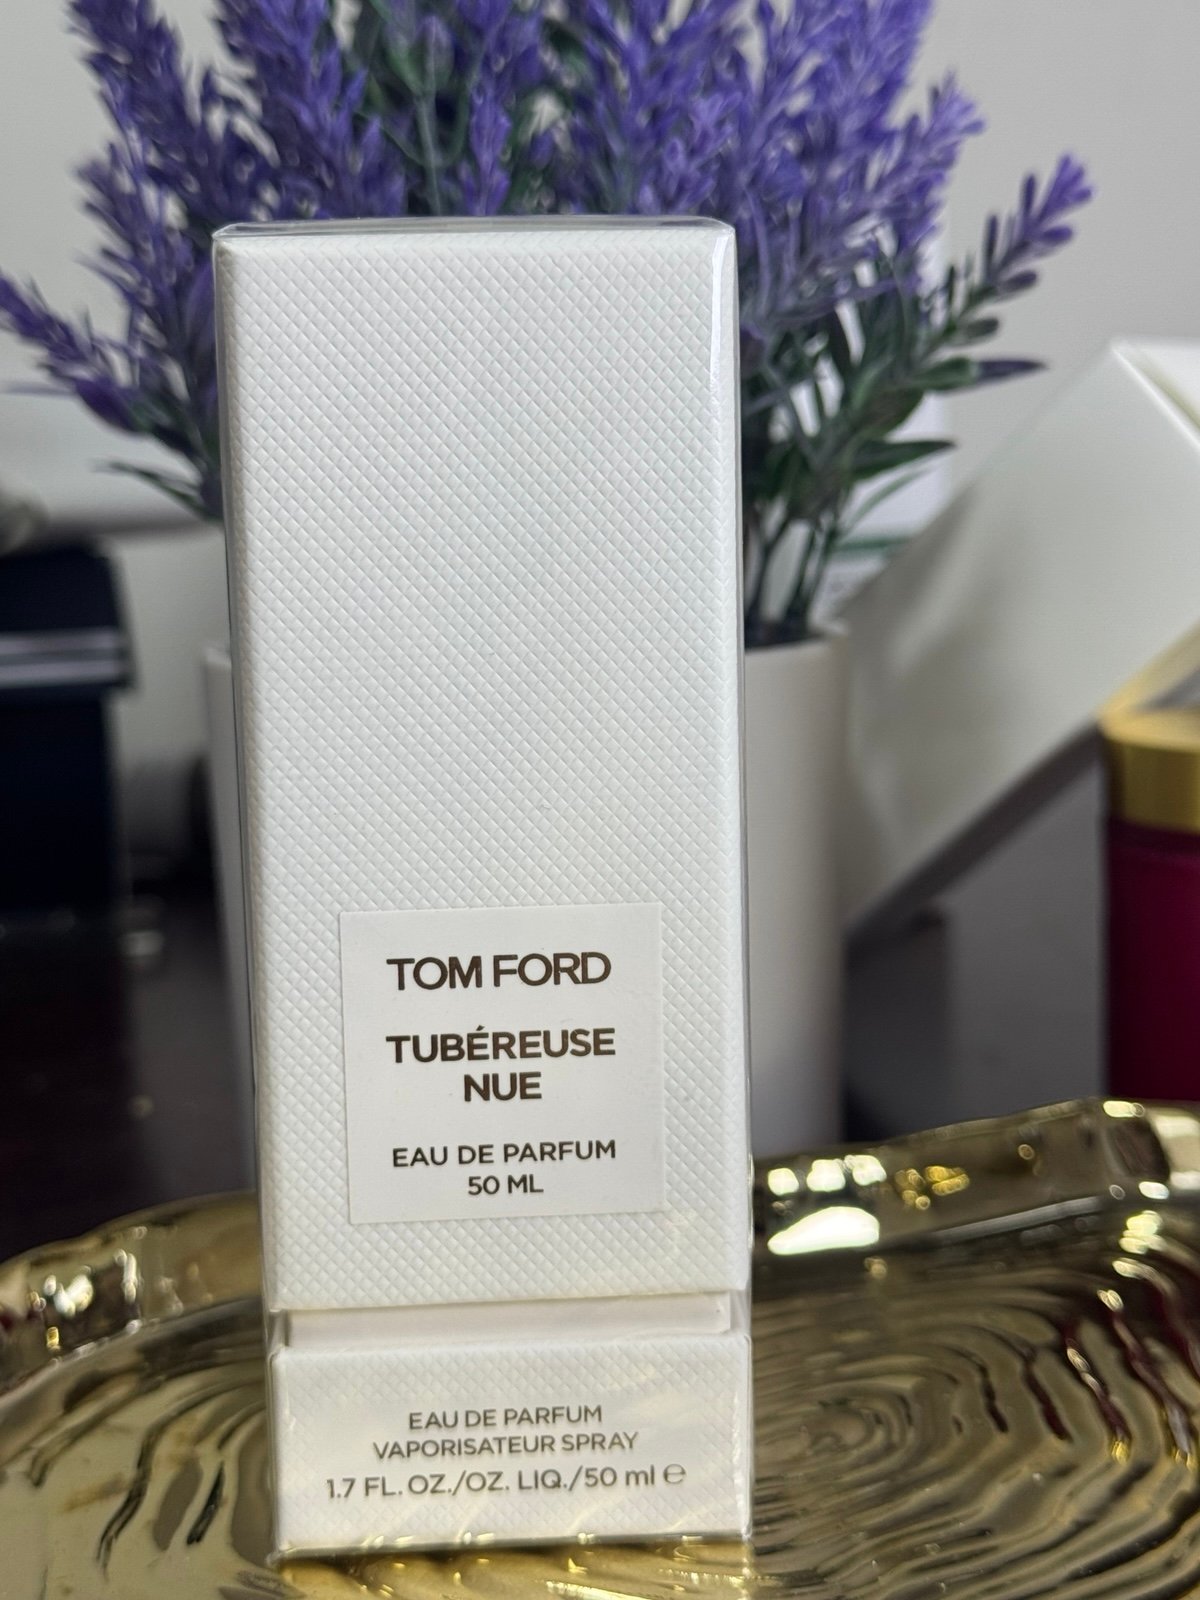 TOM FORD
TUBÉREUSE
NUE
EAU DE PARFUM
50 ML
EAU DE PARFUM
VAPORISATEUR SPRAY
1.7 FL. OZ./OZ. LIQ./50 ml ℮